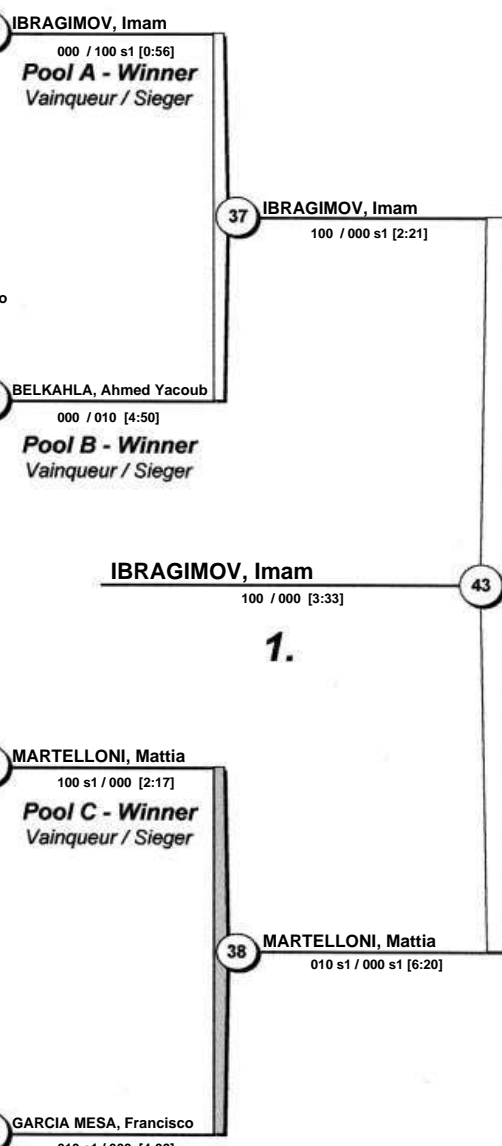 IBRAGIMOV, Imam
000 / 100 s1 [0:56]
Pool A - Winner
Vainqueur / Sieger
37
IBRAGIMOV, Imam
100 / 000 s1 [2:21]
o
BELKAHLA, Ahmed Yacoub
000 / 010 [4:50]
Pool B - Winner
Vainqueur / Sieger
IBRAGIMOV, Imam
100 / 000 [3:33]
43
1.
MARTELLONI, Mattia
100 s1 / 000 [2:17]
Pool C - Winner
Vainqueur / Sieger
38
MARTELLONI, Mattia
010 s1 / 000 s1 [6:20]
GARCIA MESA, Francisco